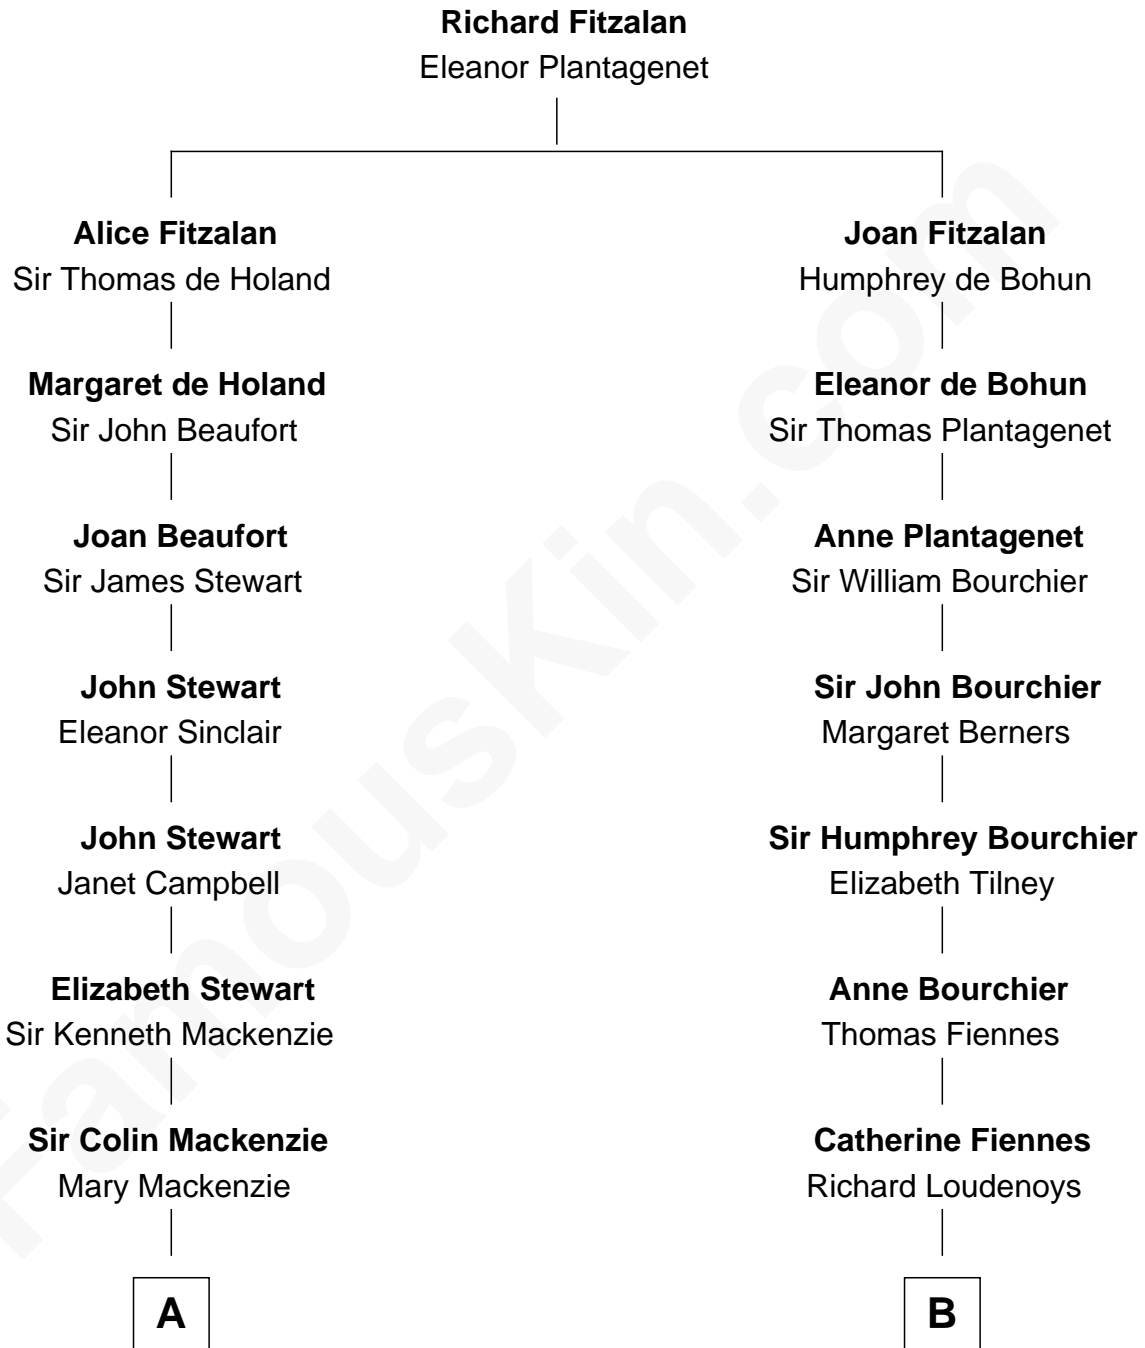 Richard Fitzalan
Eleanor Plantagenet
Alice Fitzalan
Sir Thomas de Holand
Margaret de Holand
Sir John Beaufort
Joan Beaufort
Sir James Stewart
John Stewart
Eleanor Sinclair
John Stewart
Janet Campbell
Elizabeth Stewart
Sir Kenneth Mackenzie
Sir Colin Mackenzie
Mary Mackenzie
A
Joan Fitzalan
Humphrey de Bohun
Eleanor de Bohun
Sir Thomas Plantagenet
Anne Plantagenet
Sir William Bourchier
Sir John Bourchier
Margaret Berners
Sir Humphrey Bourchier
Elizabeth Tilney
Anne Bourchier
Thomas Fiennes
Catherine Fiennes
Richard Loudenoys
B
FamousKin.com